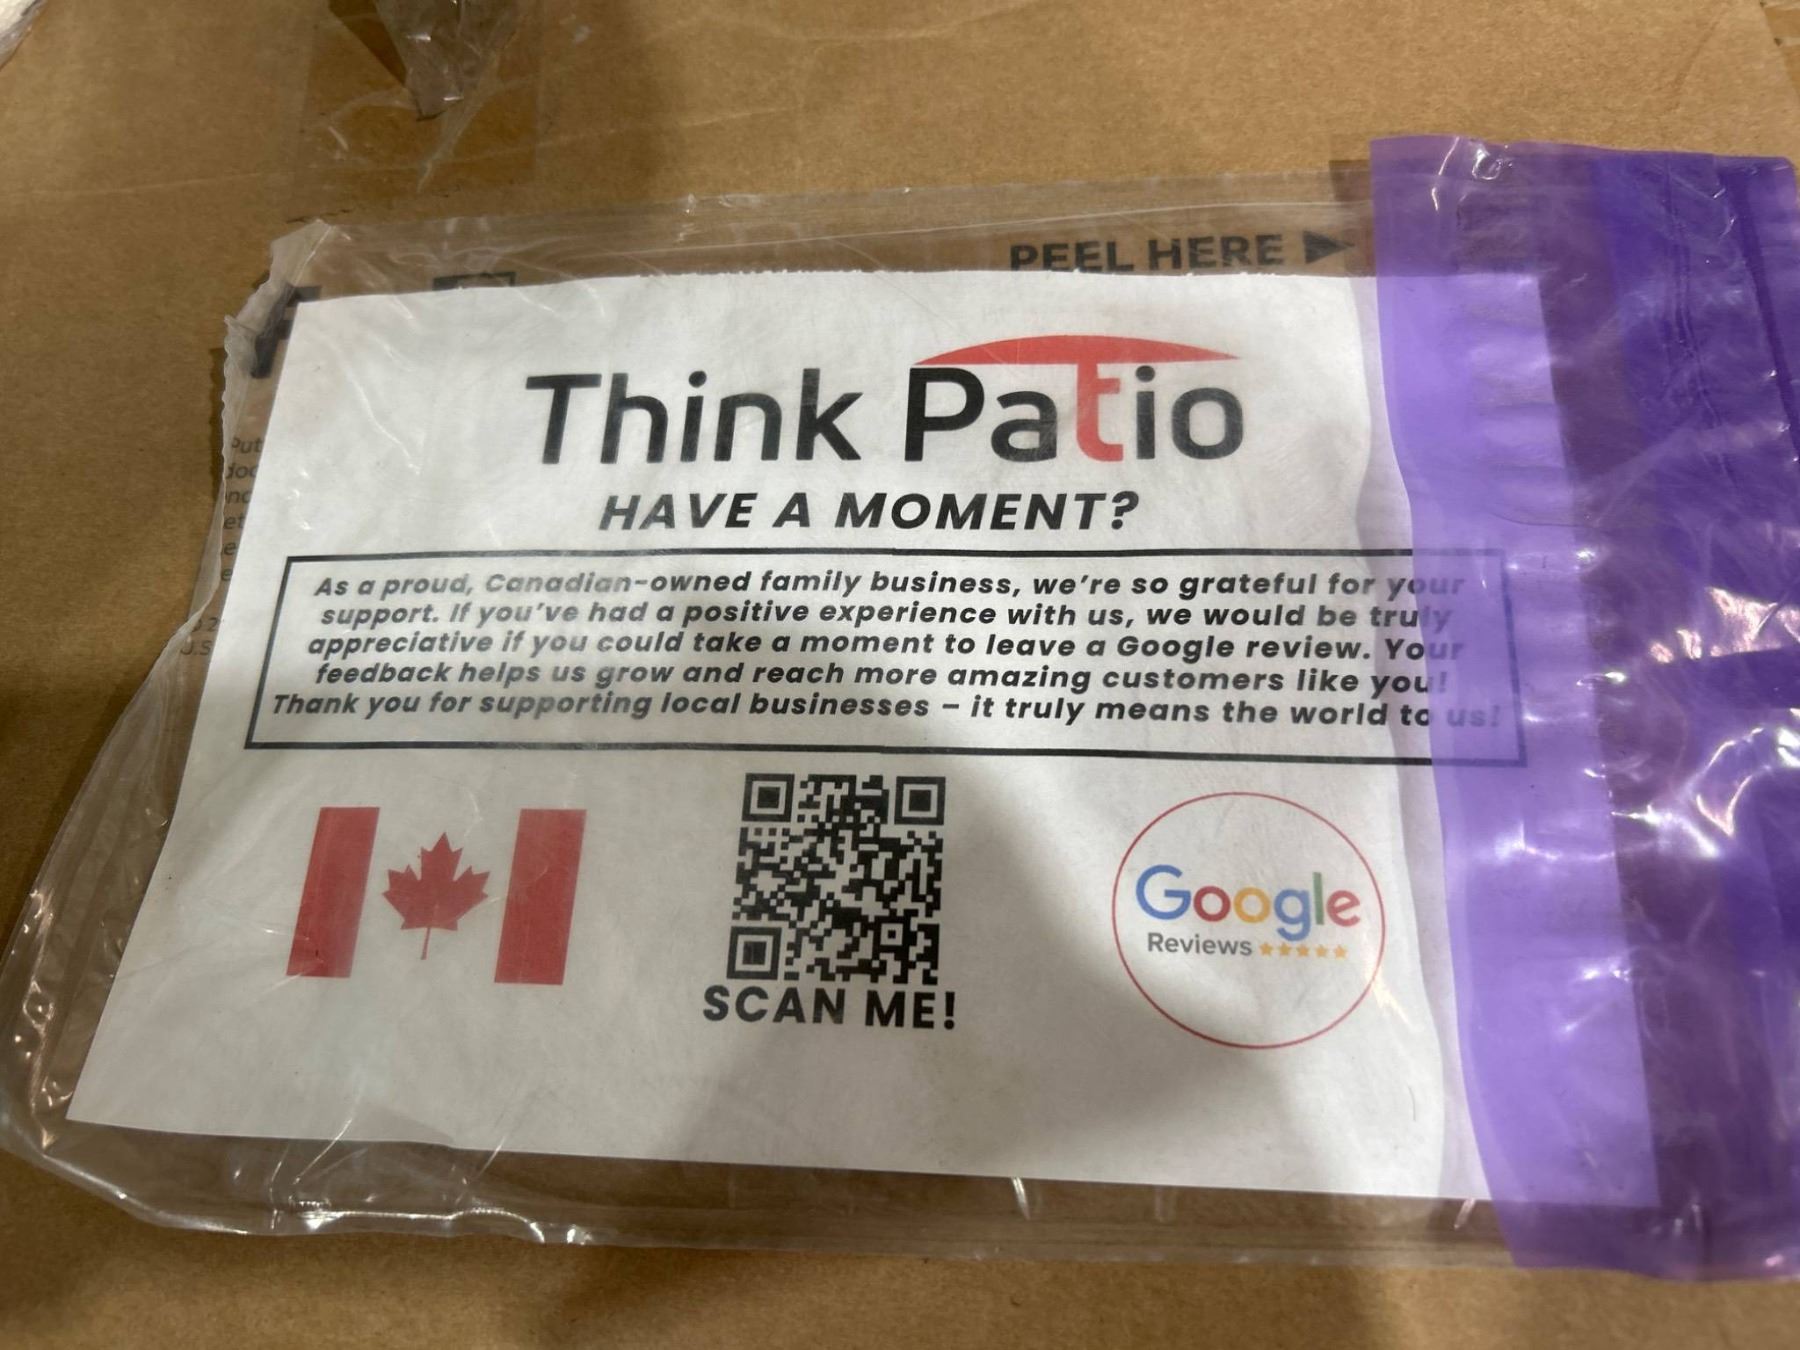 PEEL HERE
Think Patio
HAVE A MOMENT?
As a proud, Canadian-owned family business, we're so grateful for your
support. If you've had a positive experience with us, we would be truly
appreciative if you could take a moment to leave a Google review. Your
feedback helps us grow and reach more amazing customers like you!
Thank you for supporting local businesses – it truly means the world to us!
SCAN ME!
Google
Reviews